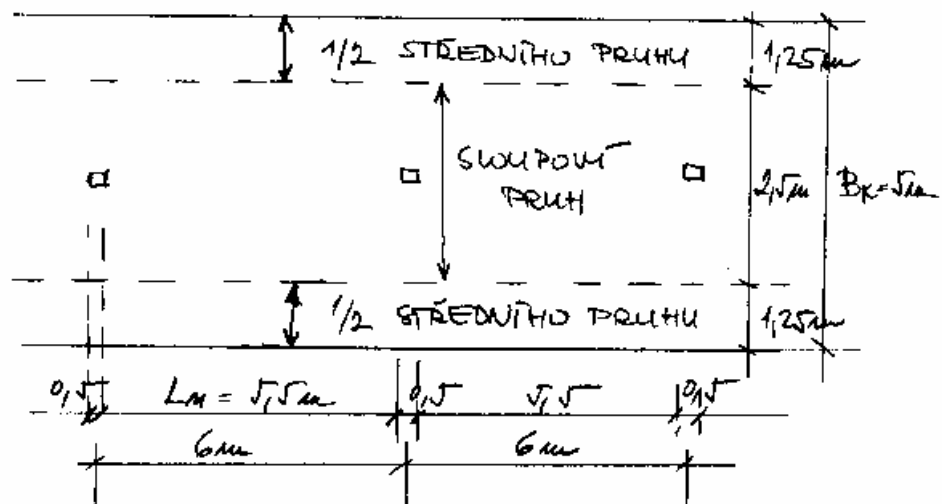 1/2 STŘEDNÍHO PRUHU
1,25m
SLOUPOVÝ
PRUH
2,5m
BK=5m
1/2 STŘEDNÍHO PRUHU
1,25m
0,5
Ln = 5,5m
0,5
5,5
0,5
6m
6m